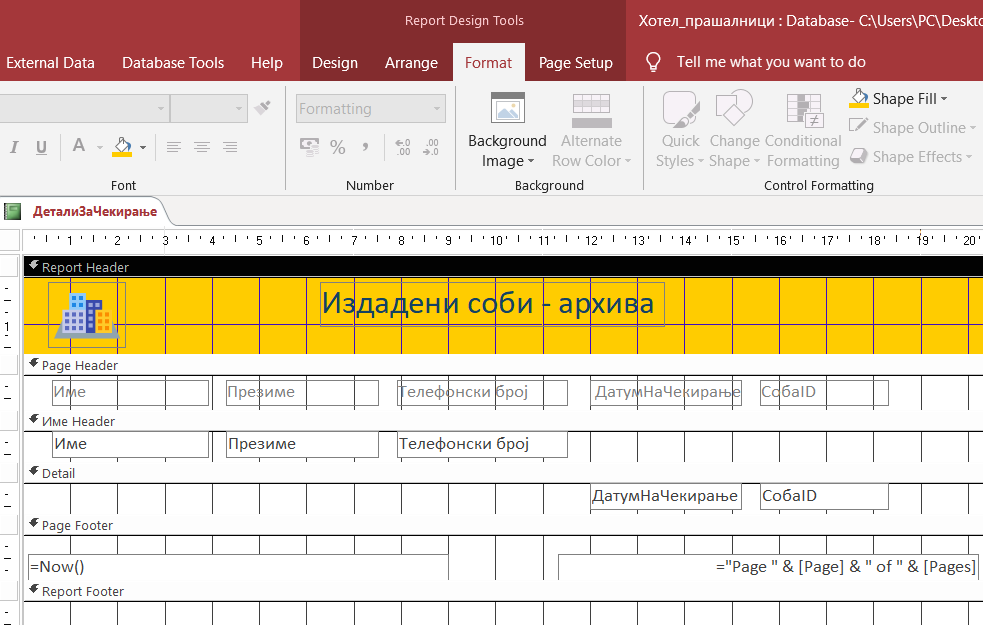 Report Design Tools
Хотел_прашалници : Database- C:\Users\PC\Deskto
External Data Database Tools Help Design Arrange Format Page Setup Tell me what you want to do
Formatting
Background Image
Alternate Row Color
Quick Styles
Change Shape
Conditional Formatting
Shape Fill
Shape Outline
Shape Effects
I U A % ,
Font Number Background Control Formatting
ДеталиЗаЧекирање
1 2 3 4 5 6 7 8 9 10 11 12 13 14 15 16 17 18 19 20
Report Header
Издадени соби - архива
1
Page Header
Име Презиме Телефонски број ДатумНаЧекирање СобаID
Име Header
Име Презиме Телефонски број
Detail
ДатумНаЧекирање СобаID
Page Footer
=Now() ="Page " & [Page] & " of " & [Pages]
Report Footer